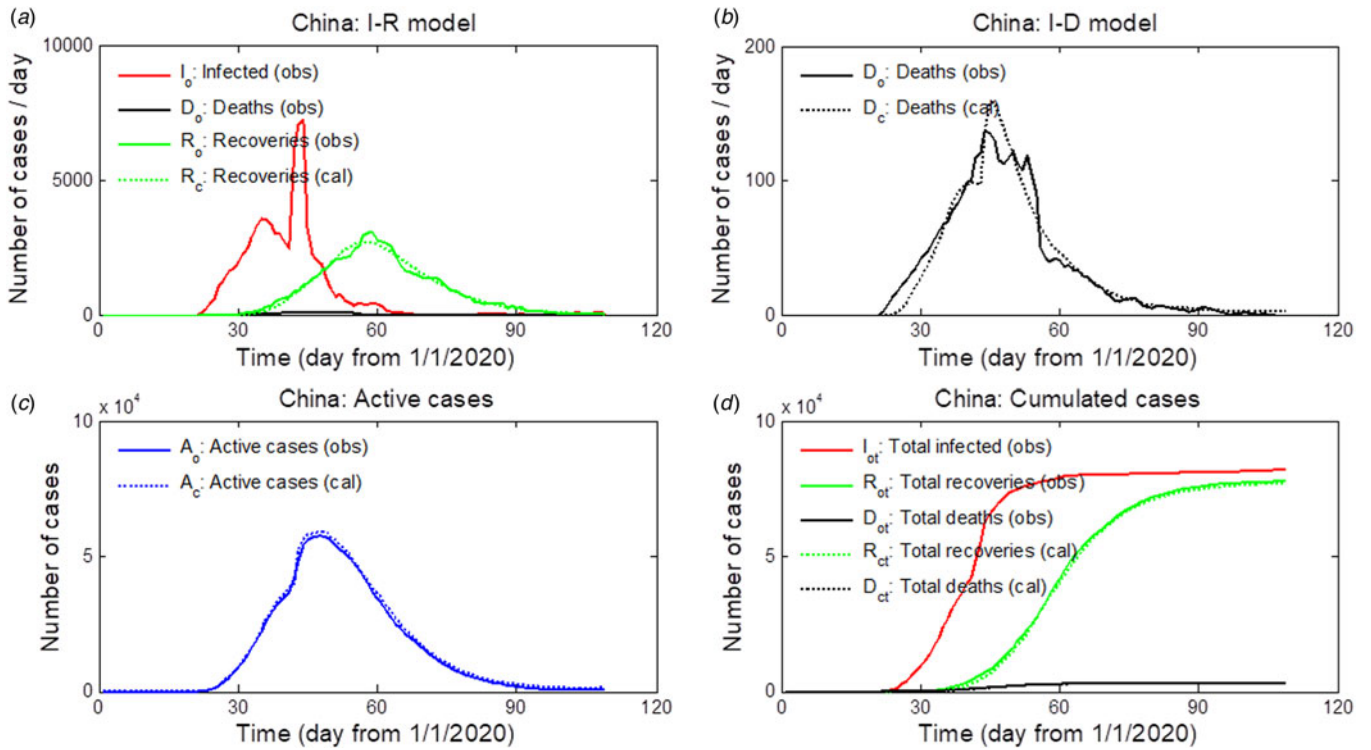 (a)
China: I-R model
Number of cases / day
10000
5000
0
I_o: Infected (obs)
D_o: Deaths (obs)
R_o: Recoveries (obs)
R_c: Recoveries (cal)
0 30 60 90 120
Time (day from 1/1/2020)
(b)
China: I-D model
Number of cases / day
200
100
0
D_o: Deaths (obs)
D_c: Deaths (cal)
0 30 60 90 120
Time (day from 1/1/2020)
(c)
China: Active cases
x 10^4
Number of cases
10
5
0
A_o: Active cases (obs)
A_c: Active cases (cal)
0 30 60 90 120
Time (day from 1/1/2020)
(d)
China: Cumulated cases
x 10^4
Number of cases
10
5
0
I_ot: Total infected (obs)
R_ot: Total recoveries (obs)
D_ot: Total deaths (obs)
R_ct: Total recoveries (cal)
D_ct: Total deaths (cal)
0 30 60 90 120
Time (day from 1/1/2020)